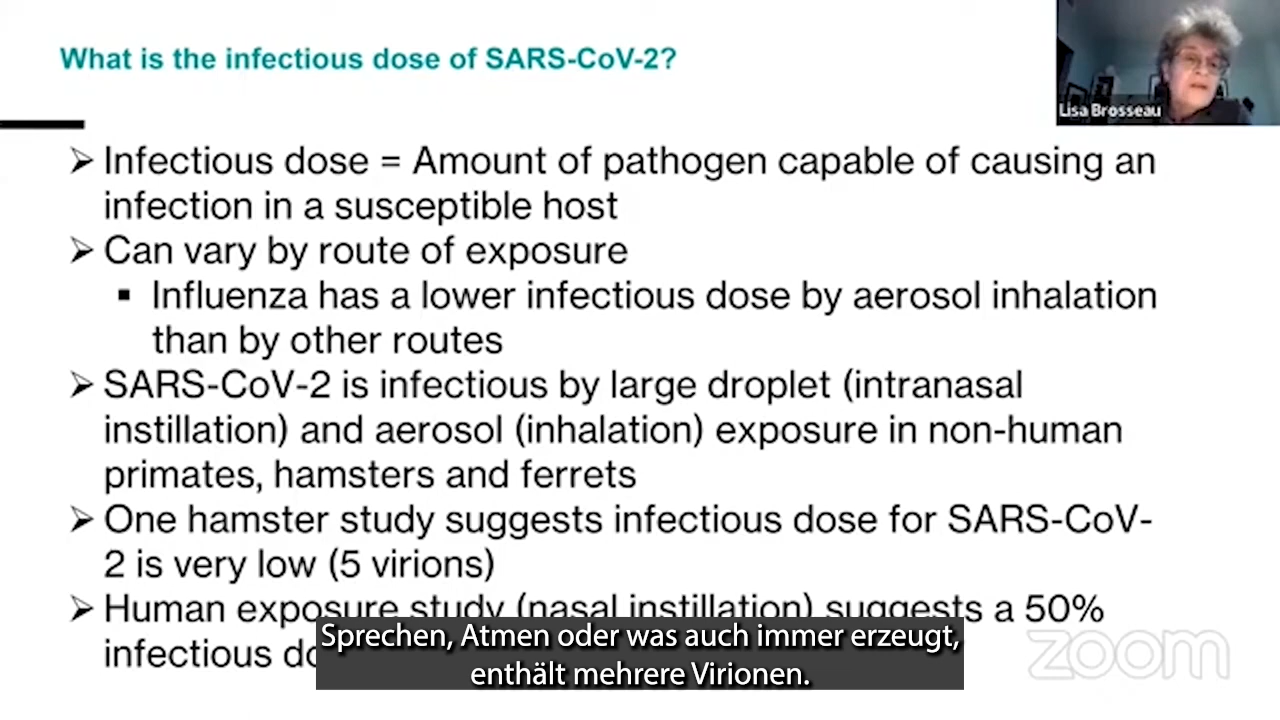 What is the infectious dose of SARS-CoV-2?
Lisa Brosseau
➢ Infectious dose = Amount of pathogen capable of causing an
infection in a susceptible host
➢ Can vary by route of exposure
▪ Influenza has a lower infectious dose by aerosol inhalation
than by other routes
➢ SARS-CoV-2 is infectious by large droplet (intranasal
instillation) and aerosol (inhalation) exposure in non-human
primates, hamsters and ferrets
➢ One hamster study suggests infectious dose for SARS-CoV-
2 is very low (5 virions)
➢ Human exposure study (nasal instillation) suggests a 50%
infectious
Sprechen, Atmen oder was auch immer erzeugt,
enthält mehrere Virionen.
zoom